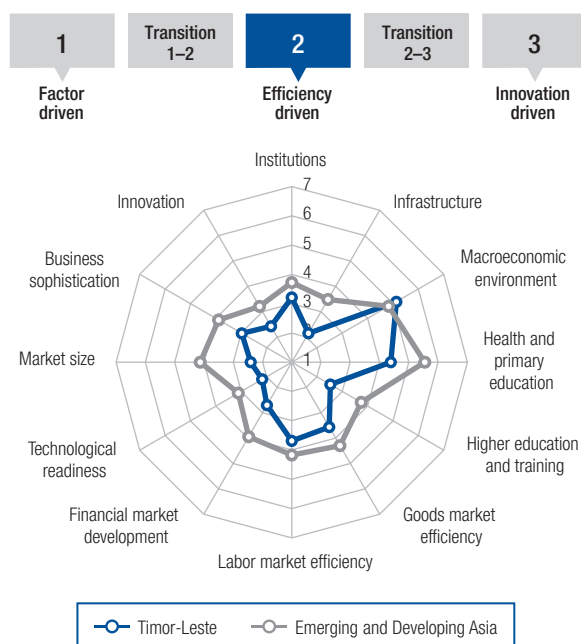 1
Transition
1–2
2
Transition
2–3
3
Factor
driven
Efficiency
driven
Innovation
driven
Institutions
7
Innovation
Infrastructure
6
5
Business
sophistication
Macroeconomic
environment
4
3
2
Market size
1
Health and
primary
education
Technological
readiness
Higher education
and training
Financial market
development
Goods market
efficiency
Labor market efficiency
Timor-Leste
Emerging and Developing Asia